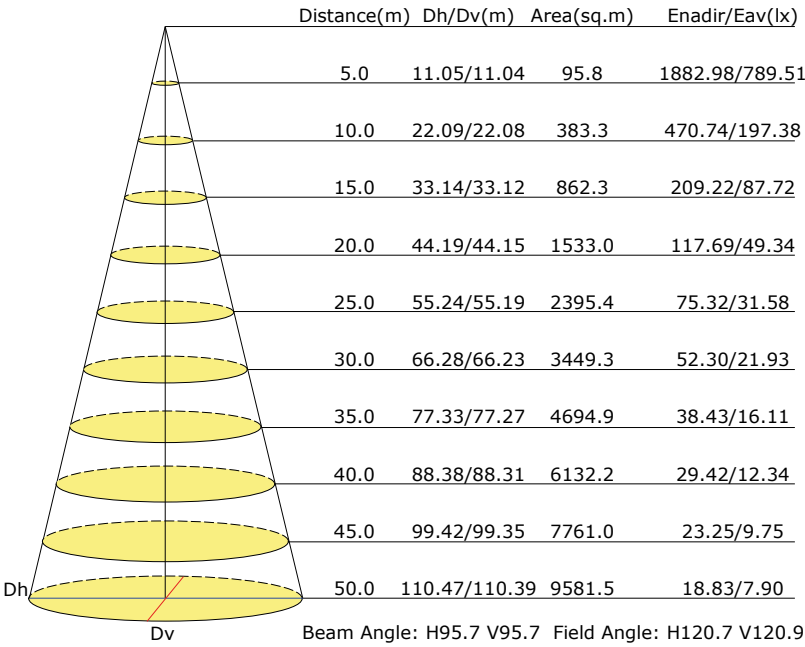 Distance(m) Dh/Dv(m) Area(sq.m) Enadir/Eav(lx)
5.0 11.05/11.04 95.8 1882.98/789.51
10.0 22.09/22.08 383.3 470.74/197.38
15.0 33.14/33.12 862.3 209.22/87.72
20.0 44.19/44.15 1533.0 117.69/49.34
25.0 55.24/55.19 2395.4 75.32/31.58
30.0 66.28/66.23 3449.3 52.30/21.93
35.0 77.33/77.27 4694.9 38.43/16.11
40.0 88.38/88.31 6132.2 29.42/12.34
45.0 99.42/99.35 7761.0 23.25/9.75
Dh 50.0 110.47/110.39 9581.5 18.83/7.90
Dv Beam Angle: H95.7 V95.7 Field Angle: H120.7 V120.9